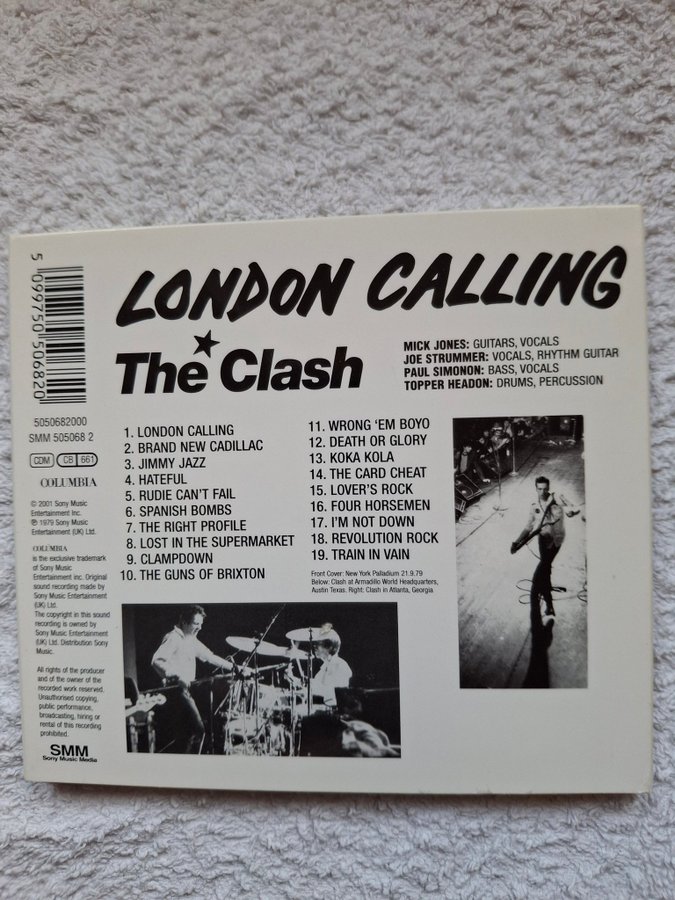 LONDON CALLING
The Clash
MICK JONES: GUITARS, VOCALS
JOE STRUMMER: VOCALS, RHYTHM GUITAR
PAUL SIMONON: BASS, VOCALS
TOPPER HEADON: DRUMS, PERCUSSION
5 099750 506820
5050682000
SMM 505068 2
CDM CB 661
COLUMBIA
© 2001 Sony Music
Entertainment Inc.
℗ 1979 Sony Music
Entertainment (UK) Ltd.
COLUMBIA
is the exclusive trademark
of Sony Music
Entertainment inc. Original
sound recording made by
Sony Music Entertainment
(UK) Ltd.
The copyright in this sound
recording is owned by
Sony Music Entertainment
(UK) Ltd. Distribution Sony
Music.
All rights of the producer
and of the owner of the
recorded work reserved.
Unauthorised copying,
public performance,
broadcasting, hiring or
rental of this recording
prohibited.
SMM
Sony Music Media
1. LONDON CALLING
2. BRAND NEW CADILLAC
3. JIMMY JAZZ
4. HATEFUL
5. RUDIE CAN'T FAIL
6. SPANISH BOMBS
7. THE RIGHT PROFILE
8. LOST IN THE SUPERMARKET
9. CLAMPDOWN
10. THE GUNS OF BRIXTON
11. WRONG 'EM BOYO
12. DEATH OR GLORY
13. KOKA KOLA
14. THE CARD CHEAT
15. LOVER'S ROCK
16. FOUR HORSEMEN
17. I'M NOT DOWN
18. REVOLUTION ROCK
19. TRAIN IN VAIN
Front Cover: New York Palladium 21.9.79
Below: Clash at Armadillo World Headquarters,
Austin Texas. Right: Clash in Atlanta, Georgia